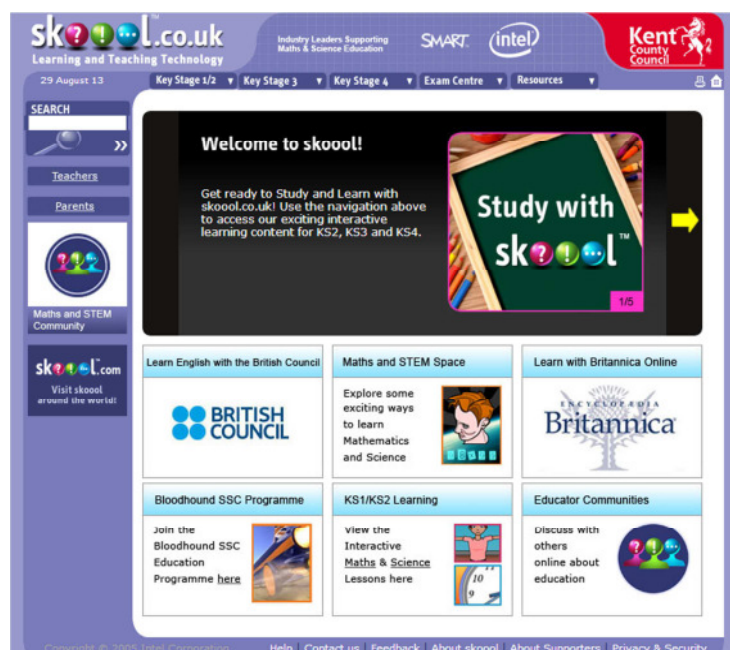 skoool.co.uk
Learning and Teaching Technology
Industry Leaders Supporting
Maths & Science Education
SMART
intel
Kent
County
Council
29 August 13
Key Stage 1/2
Key Stage 3
Key Stage 4
Exam Centre
Resources
SEARCH
Teachers
Parents
Maths and STEM
Community
skoool.com
Visit skoool
around the world!
Welcome to skoool!
Get ready to Study and Learn with
skoool.co.uk! Use the navigation above
to access our exciting interactive
learning content for KS2, KS3 and KS4.
Study with
skoool™
1/5
Learn English with the British Council
BRITISH
COUNCIL
Maths and STEM Space
Explore some
exciting ways
to learn
Mathematics
and Science
Learn with Britannica Online
ENCYCLOPÆDIA
Britannica
Bloodhound SSC Programme
Join the
Bloodhound SSC
Education
Programme here
KS1/KS2 Learning
View the
Interactive
Maths & Science
Lessons here
10
9
Educator Communities
Discuss with
others
online about
education
Copyright © 2005 Intel Corporation
Help | Contact us | Feedback | About skoool | About Supporters | Privacy & Security